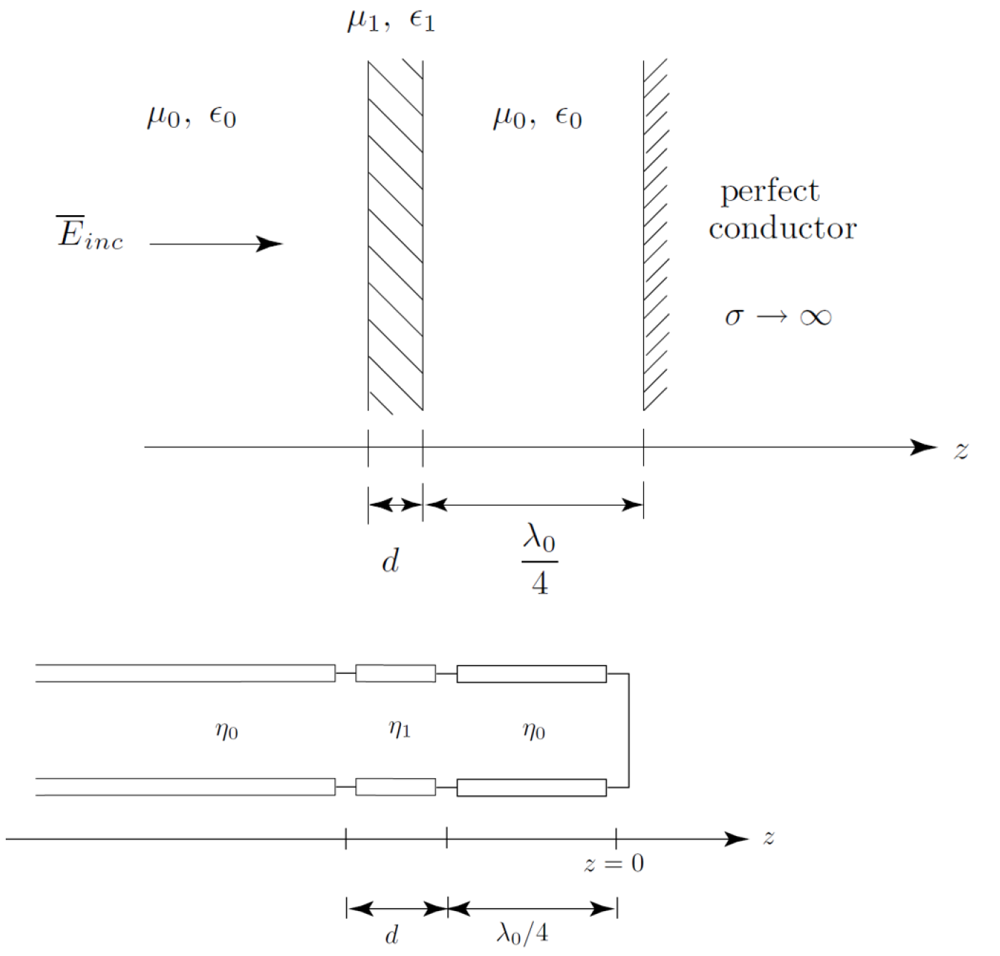 μ₁, ϵ₁
μ₀, ϵ₀
μ₀, ϵ₀
perfect
conductor
E̅inc
σ → ∞
z
d
λ₀/4
η₀
η₁
η₀
z
z = 0
d
λ₀/4